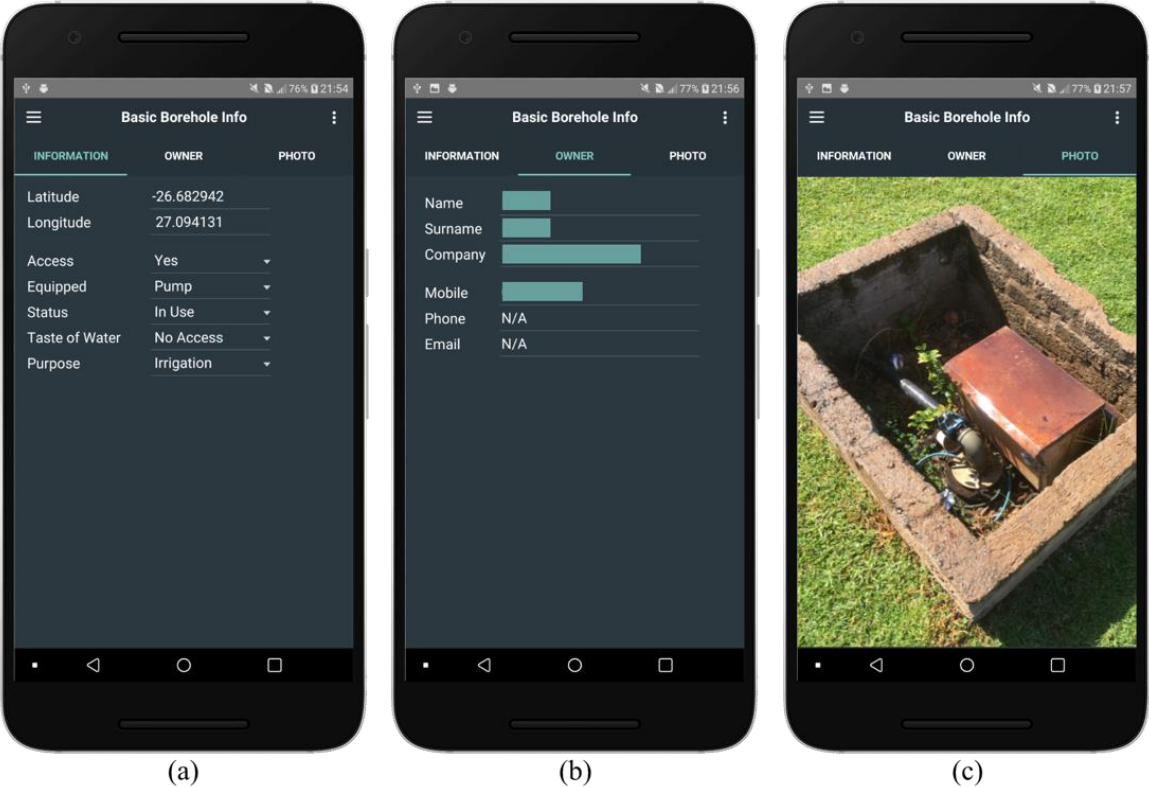 76% 21:54
Basic Borehole Info
INFORMATION OWNER PHOTO
Latitude -26.682942
Longitude 27.094131
Access Yes
Equipped Pump
Status In Use
Taste of Water No Access
Purpose Irrigation
(a)
77% 21:56
Basic Borehole Info
INFORMATION OWNER PHOTO
Name
Surname
Company
Mobile
Phone N/A
Email N/A
(b)
77% 21:57
Basic Borehole Info
INFORMATION OWNER PHOTO
(c)